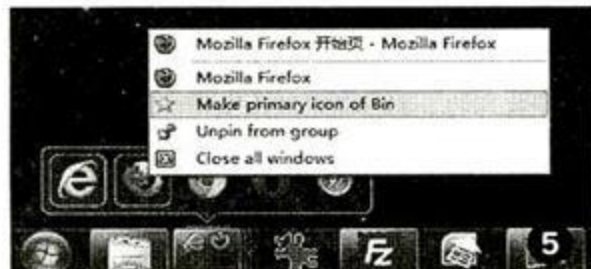 Mozilla Firefox 开始页 - Mozilla Firefox
Mozilla Firefox
Make primary icon of Bin
Unpin from group
Close all windows
Fz
5